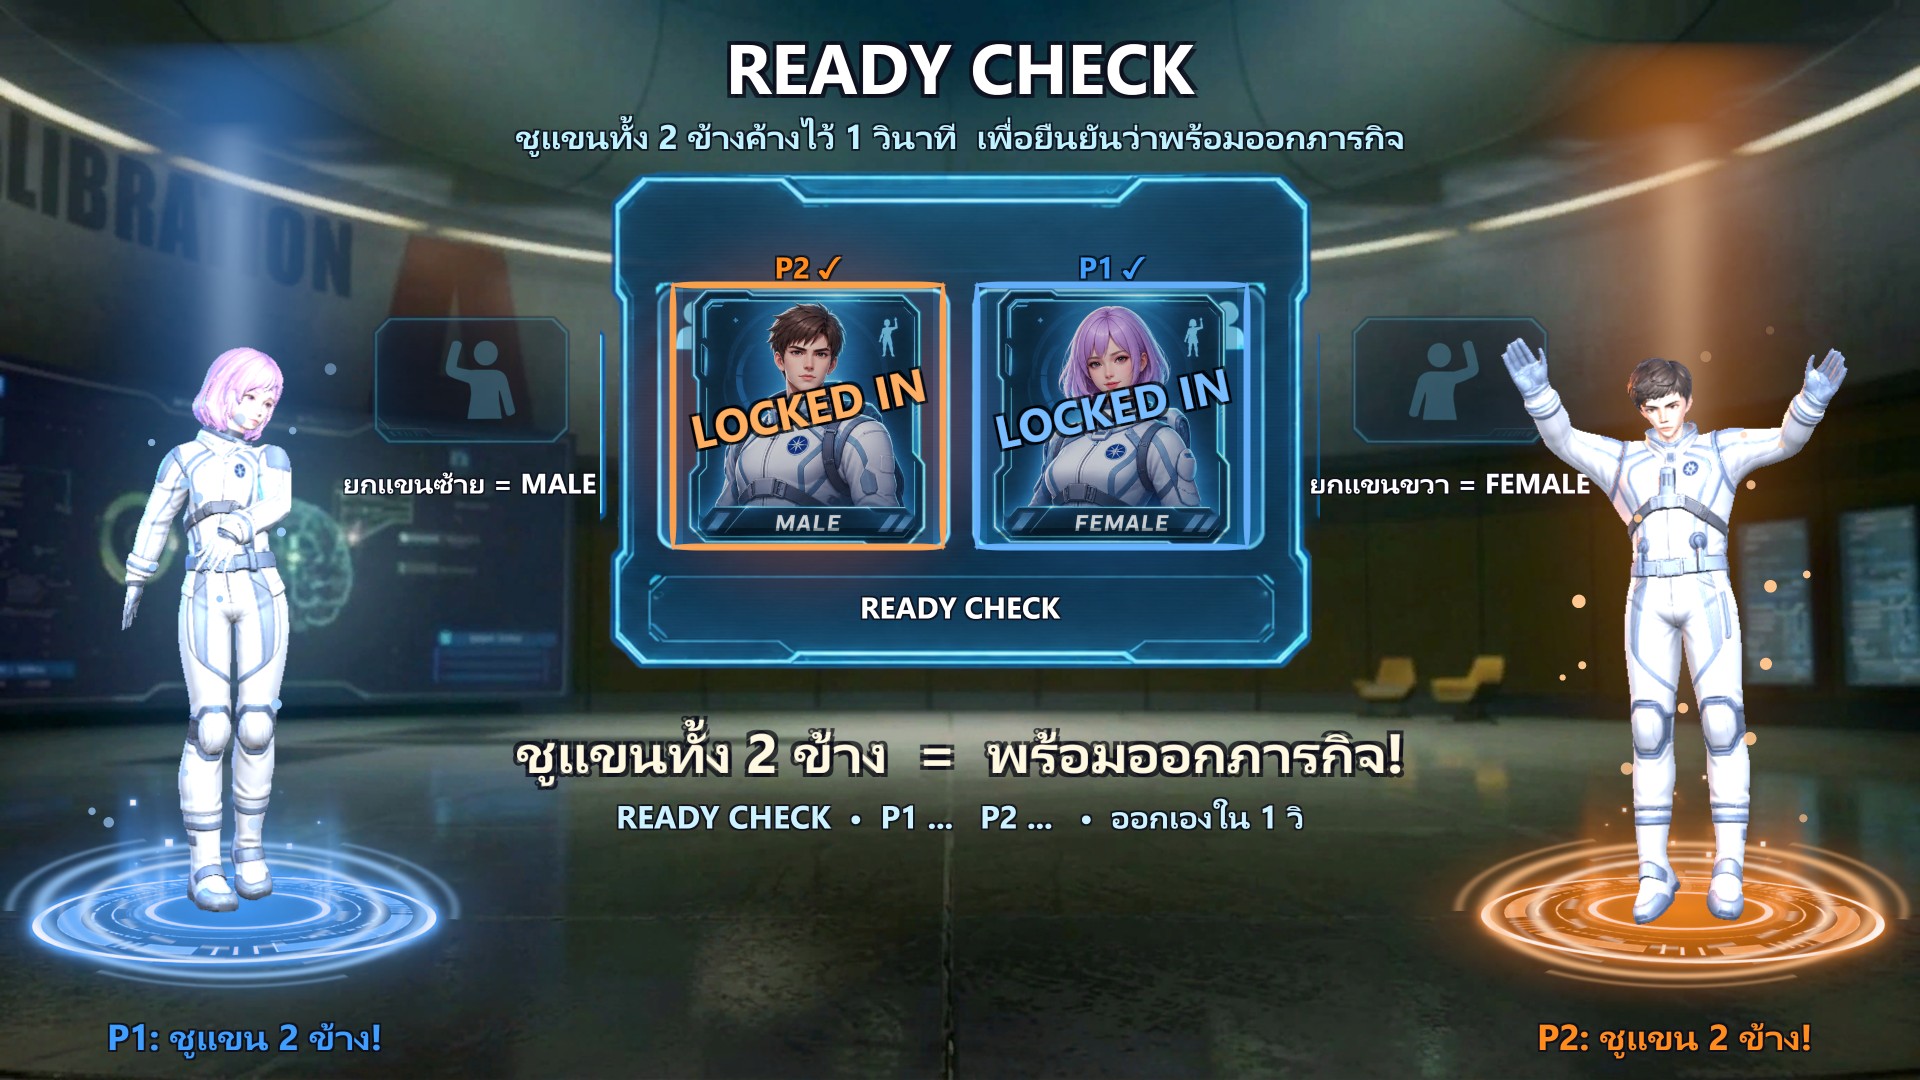 READY CHECK
ชูแขนทั้ง 2 ข้างค้างไว้ 1 วินาที เพื่อยืนยันว่าพร้อมออกภารกิจ
LIBRATION
P2 ✓
P1 ✓
LOCKED IN
LOCKED IN
MALE
FEMALE
ยกแขนซ้าย = MALE
ยกแขนขวา = FEMALE
READY CHECK
ชูแขนทั้ง 2 ข้าง = พร้อมออกภารกิจ!
READY CHECK • P1 ... P2 ... • ออกเองใน 1 วิ
P1: ชูแขน 2 ข้าง!
P2: ชูแขน 2 ข้าง!